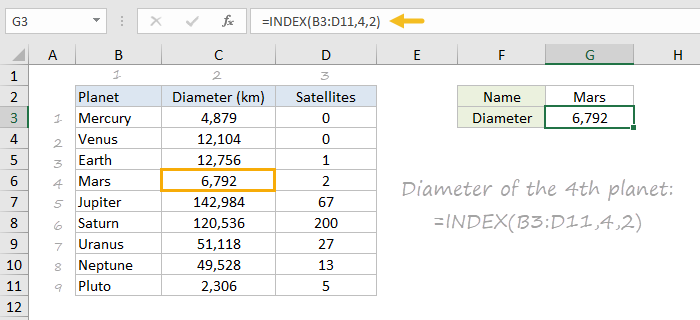 G3 fx =INDEX(B3:D11,4,2)
A B C D E F G H
1 1 2 3
2 Planet Diameter (km) Satellites Name Mars
3 1 Mercury 4,879 0 Diameter 6,792
4 2 Venus 12,104 0
5 3 Earth 12,756 1
6 4 Mars 6,792 2
7 5 Jupiter 142,984 67
8 6 Saturn 120,536 200
9 7 Uranus 51,118 27
10 8 Neptune 49,528 13
11 9 Pluto 2,306 5
12
Diameter of the 4th planet:
=INDEX(B3:D11,4,2)